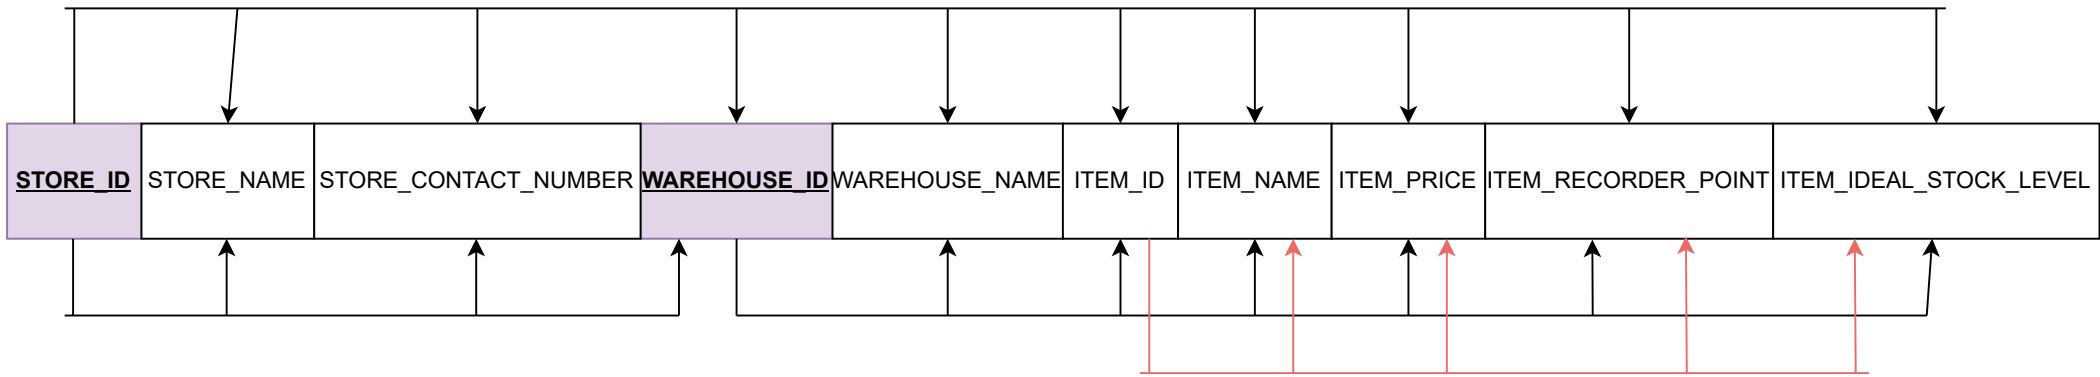 STORE_ID STORE_NAME STORE_CONTACT_NUMBER WAREHOUSE_ID WAREHOUSE_NAME ITEM_ID ITEM_NAME ITEM_PRICE ITEM_RECORDER_POINT ITEM_IDEAL_STOCK_LEVEL